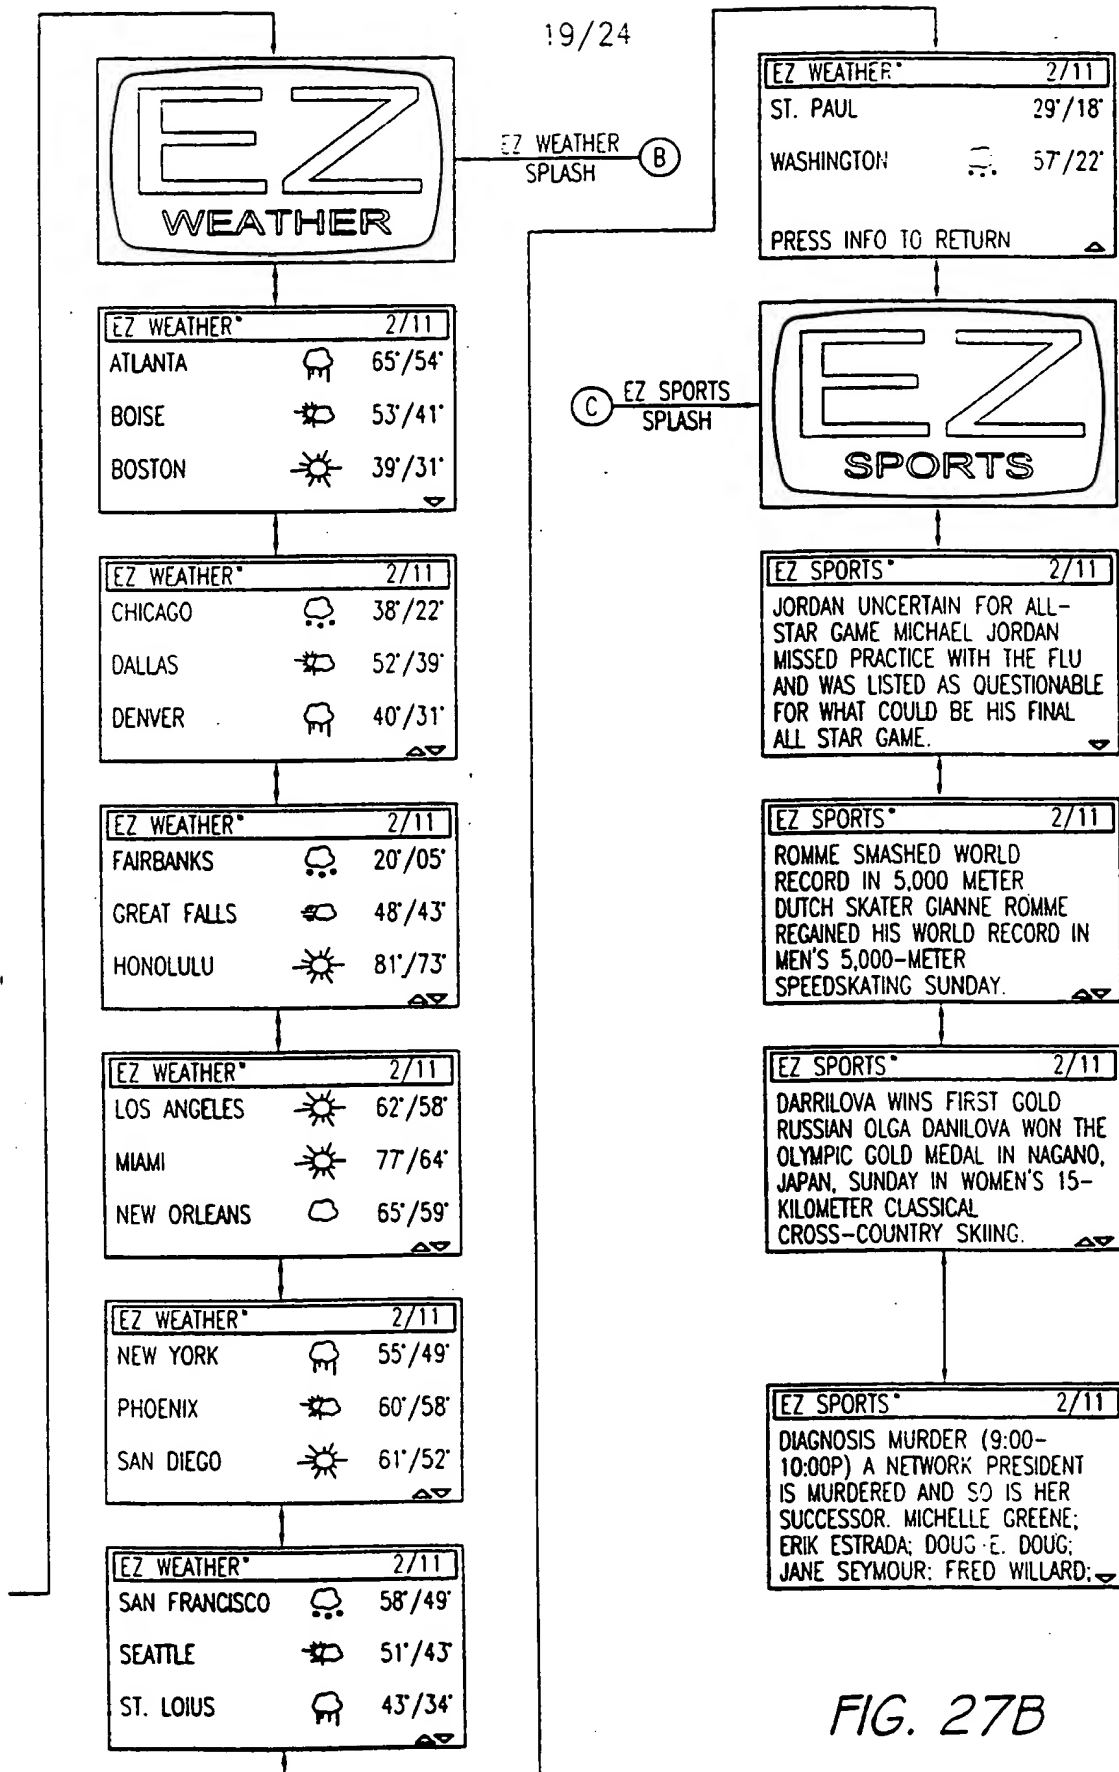 19/24
EZ
WEATHER
EZ WEATHER
SPLASH
B
EZ WEATHER° 2/11
ATLANTA 65°/54°
BOISE 53°/41°
BOSTON 39°/31°
EZ WEATHER° 2/11
CHICAGO 38°/22°
DALLAS 52°/39°
DENVER 40°/31°
EZ WEATHER° 2/11
FAIRBANKS 20°/05°
GREAT FALLS 48°/43°
HONOLULU 81°/73°
EZ WEATHER° 2/11
LOS ANGELES 62°/58°
MIAMI 77°/64°
NEW ORLEANS 65°/59°
EZ WEATHER° 2/11
NEW YORK 55°/49°
PHOENIX 60°/58°
SAN DIEGO 61°/52°
EZ WEATHER° 2/11
SAN FRANCISCO 58°/49°
SEATTLE 51°/43°
ST. LOIUS 43°/34°
EZ WEATHER° 2/11
ST. PAUL 29°/18°
WASHINGTON 57°/22°
PRESS INFO TO RETURN
C
EZ SPORTS
SPLASH
EZ
SPORTS
EZ SPORTS° 2/11
JORDAN UNCERTAIN FOR ALL-
STAR GAME MICHAEL JORDAN
MISSED PRACTICE WITH THE FLU
AND WAS LISTED AS QUESTIONABLE
FOR WHAT COULD BE HIS FINAL
ALL STAR GAME.
EZ SPORTS° 2/11
ROMME SMASHED WORLD
RECORD IN 5,000 METER
DUTCH SKATER GIANNE ROMME
REGAINED HIS WORLD RECORD IN
MEN'S 5,000-METER
SPEEDSKATING SUNDAY.
EZ SPORTS° 2/11
DARRILOVA WINS FIRST GOLD
RUSSIAN OLGA DANILOVA WON THE
OLYMPIC GOLD MEDAL IN NAGANO,
JAPAN, SUNDAY IN WOMEN'S 15-
KILOMETER CLASSICAL
CROSS-COUNTRY SKIING.
EZ SPORTS° 2/11
DIAGNOSIS MURDER (9:00-
10:00P) A NETWORK PRESIDENT
IS MURDERED AND SO IS HER
SUCCESSOR. MICHELLE GREENE;
ERIK ESTRADA; DOUG E. DOUG;
JANE SEYMOUR; FRED WILLARD;
FIG. 27B